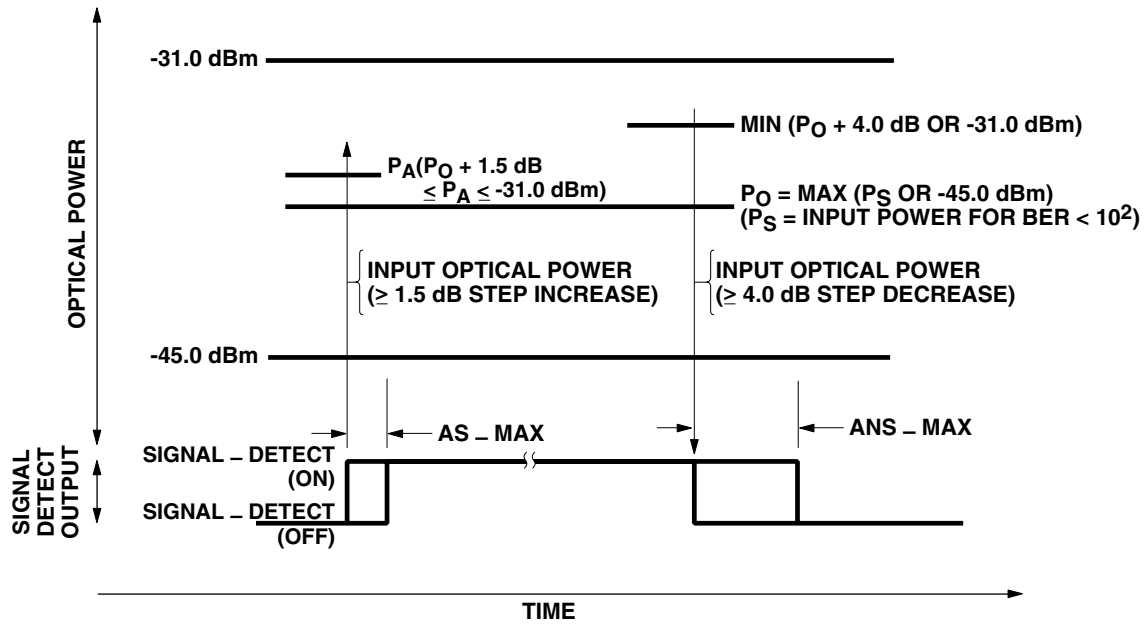 -31.0 dBm
MIN (PO + 4.0 dB OR -31.0 dBm)
PA(PO + 1.5 dB
≤ PA ≤ -31.0 dBm)
PO = MAX (PS OR -45.0 dBm)
(PS = INPUT POWER FOR BER < 10²)
OPTICAL POWER
INPUT OPTICAL POWER
(≥ 1.5 dB STEP INCREASE)
INPUT OPTICAL POWER
(≥ 4.0 dB STEP DECREASE)
-45.0 dBm
AS – MAX
ANS – MAX
SIGNAL
DETECT
OUTPUT
SIGNAL – DETECT
(ON)
SIGNAL – DETECT
(OFF)
TIME